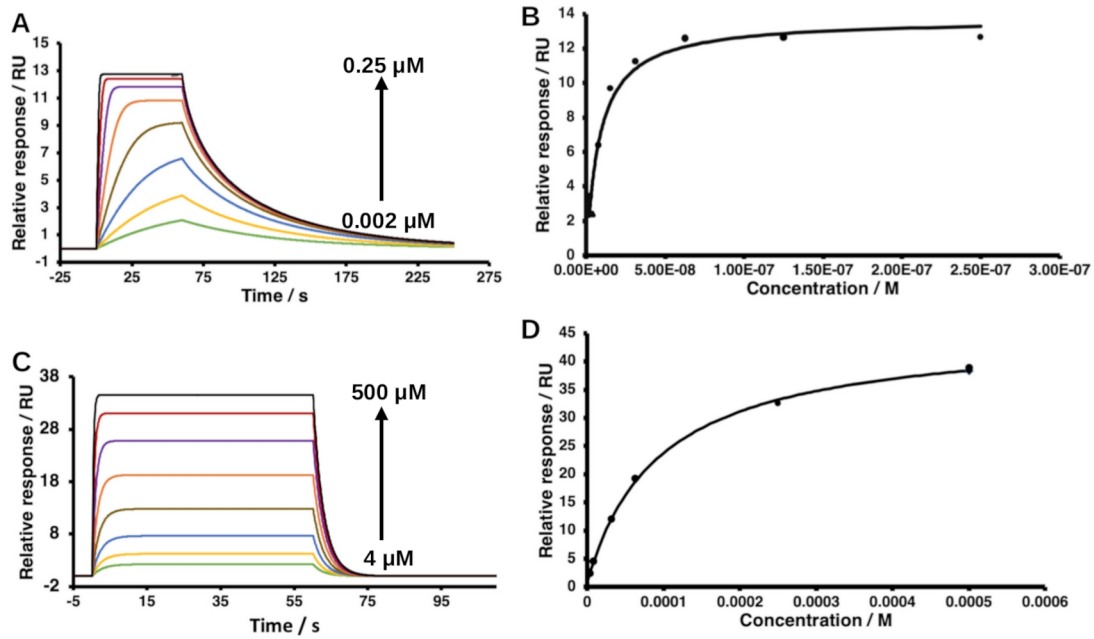 A
Relative response / RU
15
13
11
9
7
5
3
1
-1
-25
25
75
125
175
225
275
Time / s
0.25 µM
0.002 µM
B
Relative response / RU
14
12
10
8
6
4
2
0
0.00E+00
5.00E-08
1.00E-07
1.50E-07
2.00E-07
2.50E-07
3.00E-07
Concentration / M
C
Relative response / RU
38
28
18
8
-2
-5
15
35
55
75
95
Time / s
500 µM
4 µM
D
Relative response / RU
45
40
35
30
25
20
15
10
5
0
0
0.0001
0.0002
0.0003
0.0004
0.0005
0.0006
Concentration / M